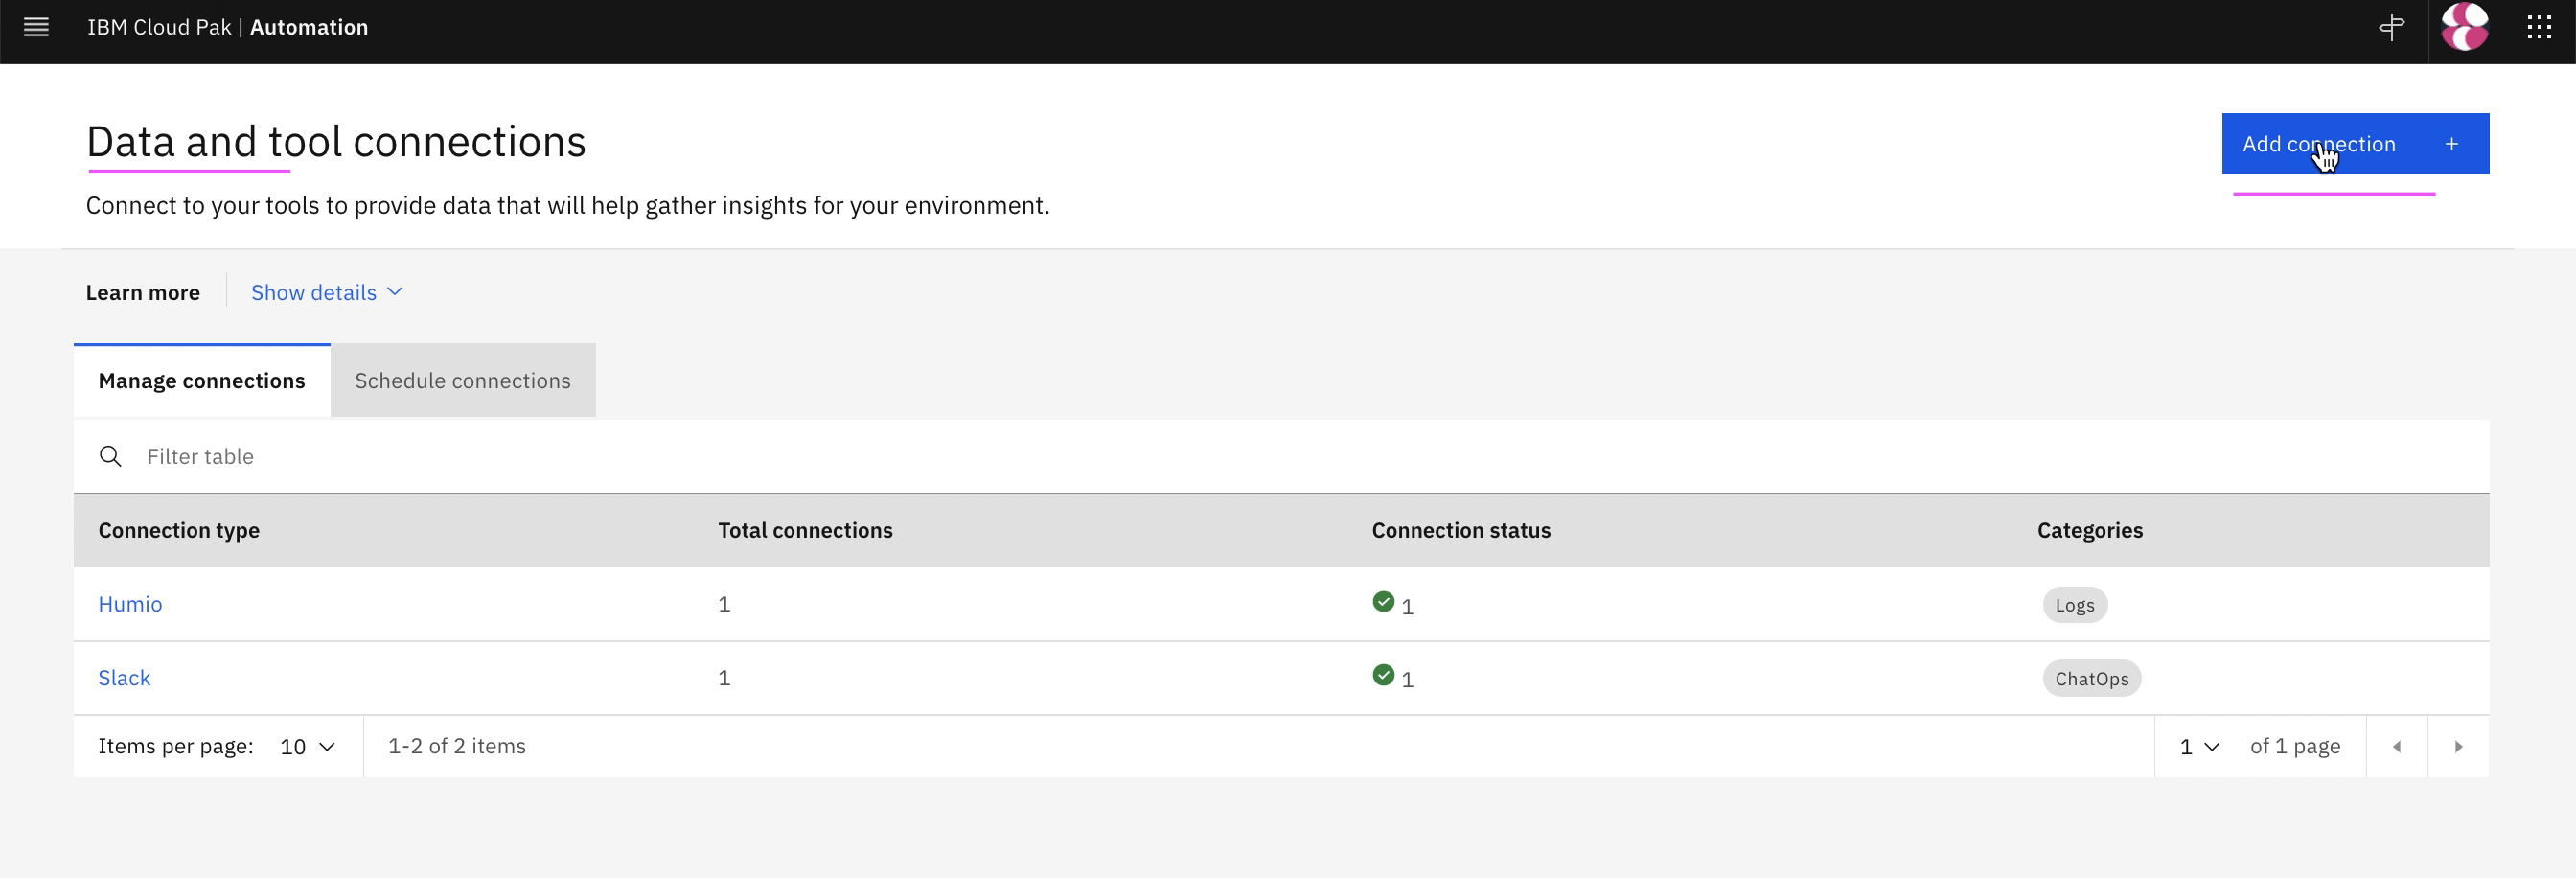 IBM Cloud Pak | Automation
Data and tool connections
Add connection +
Connect to your tools to provide data that will help gather insights for your environment.
Learn more Show details
Manage connections Schedule connections
Filter table
Connection type Total connections Connection status Categories
Humio 1 1 Logs
Slack 1 1 ChatOps
Items per page: 10 1-2 of 2 items 1 of 1 page